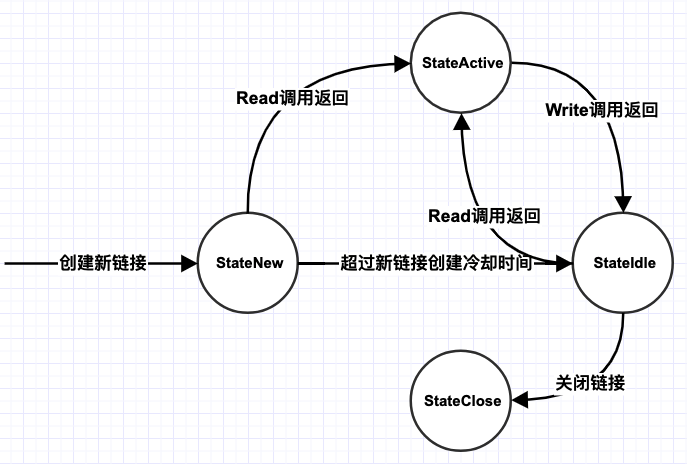 StateActive
Read调用返回
Write调用返回
Read调用返回
创建新链接
StateNew
超过新链接创建冷却时间
StateIdle
关闭链接
StateClose